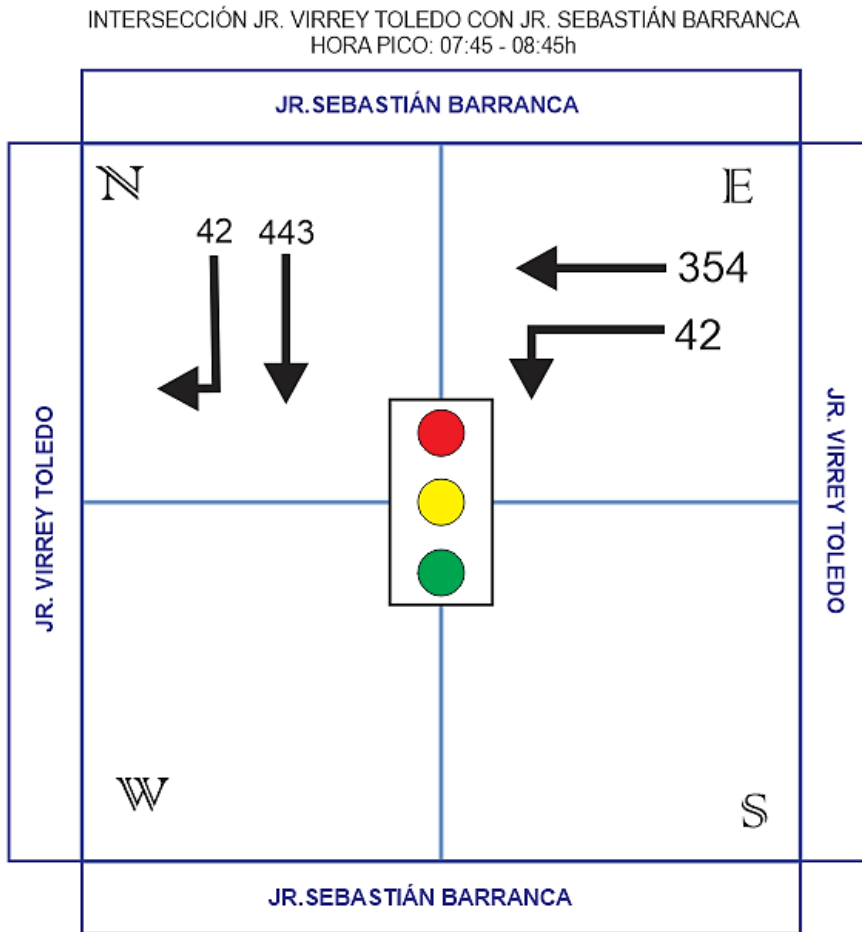 INTERSECCIÓN JR. VIRREY TOLEDO CON JR. SEBASTIÁN BARRANCA
HORA PICO: 07:45 - 08:45h
JR.SEBASTIÁN BARRANCA
N
E
42 443
354
42
JR. VIRREY TOLEDO
JR. VIRREY TOLEDO
W
S
JR.SEBASTIÁN BARRANCA